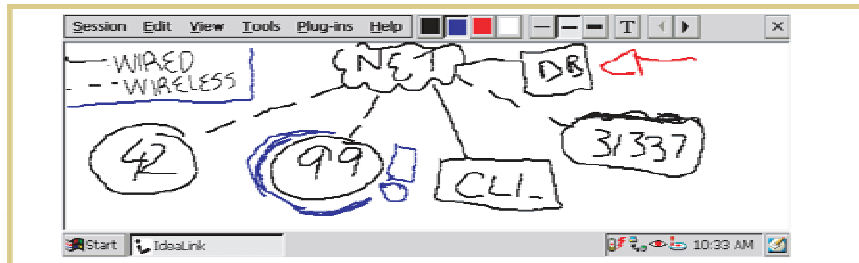 Session Edit View Tools Plug-ins Help T
WIRED
WIRELESS
NET
DB
42
99
CLI_
31337
Start IdeaLink 10:33 AM